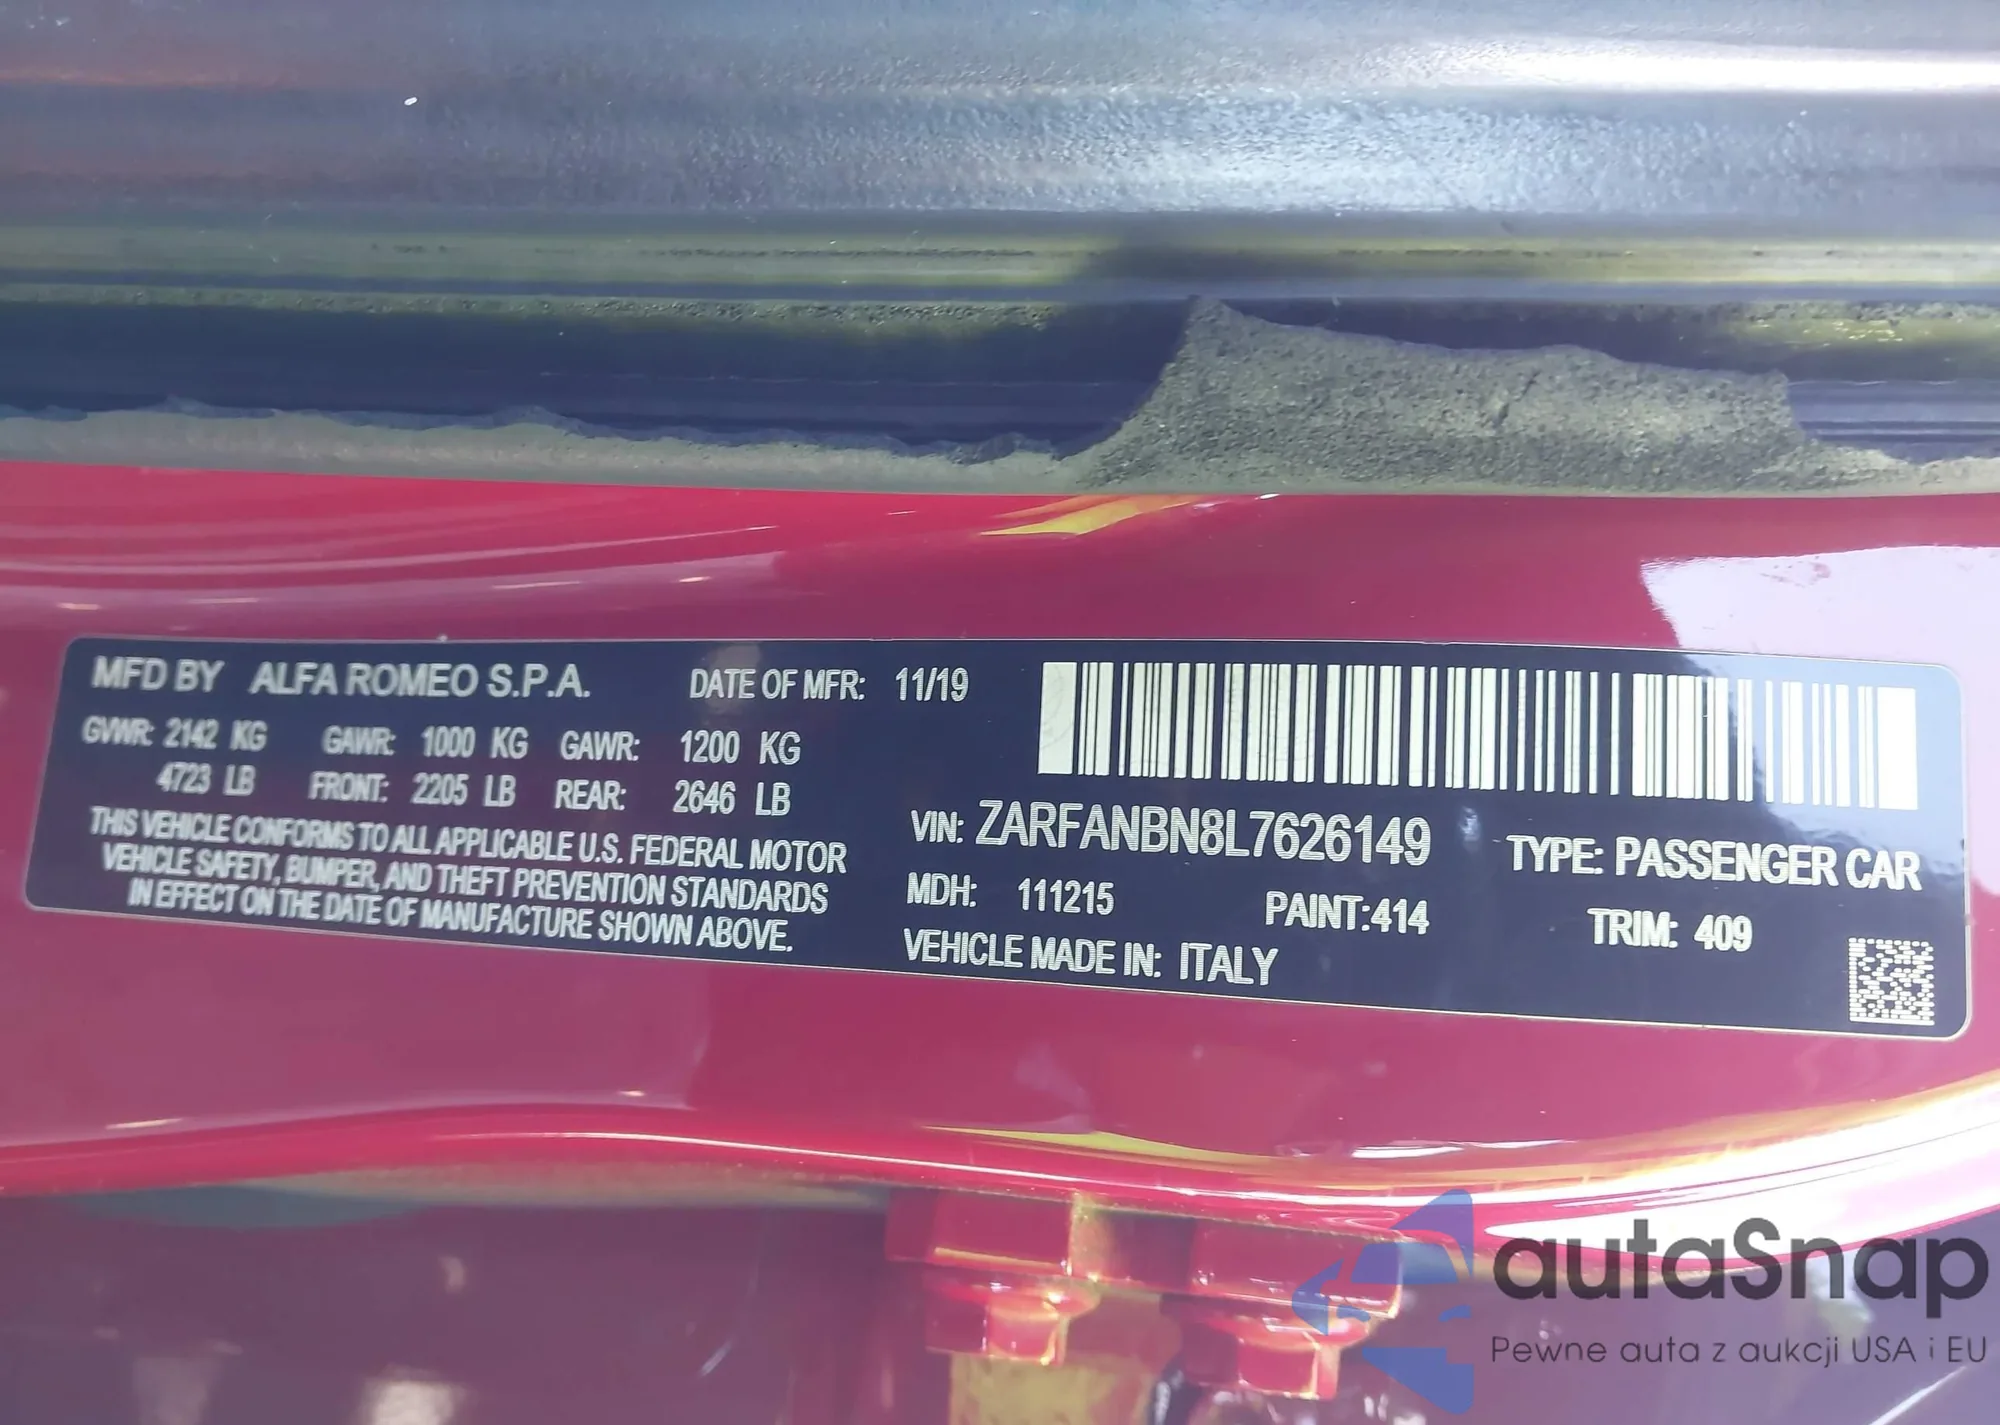 MFD BY ALFA ROMEO S.P.A. DATE OF MFR: 11/19
GVWR: 2142 KG GAWR: 1000 KG GAWR: 1200 KG
4723 LB FRONT: 2205 LB REAR: 2646 LB
THIS VEHICLE CONFORMS TO ALL APPLICABLE U.S. FEDERAL MOTOR
VEHICLE SAFETY, BUMPER, AND THEFT PREVENTION STANDARDS
IN EFFECT ON THE DATE OF MANUFACTURE SHOWN ABOVE.
VIN: ZARFANBN8L7626149 TYPE: PASSENGER CAR
MDH: 111215 PAINT:414 TRIM: 409
VEHICLE MADE IN: ITALY
autaSnap
Pewne auta z aukcji USA i EU